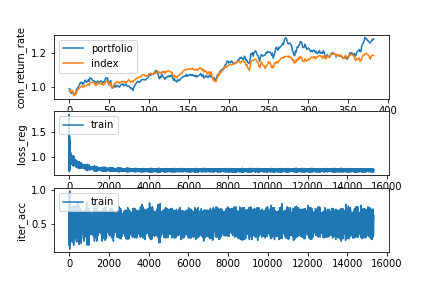 com_return_rate
1.2
1.0
portfolio
index
0 50 100 150 200 250 300 350 400
loss_reg
1.5
1.0
train
0 2000 4000 6000 8000 10000 12000 14000 16000
iter_acc
1.0
0.5
train
0 2000 4000 6000 8000 10000 12000 14000 16000